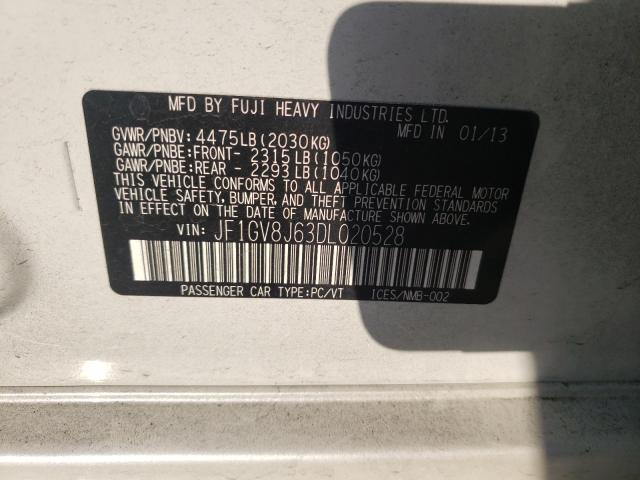 MFD BY FUJI HEAVY INDUSTRIES LTD.
MFD IN 01/13
GVWR/PNBV: 4475LB(2030KG)
GAWR/PNBE:FRONT- 2315LB(1050KG)
GAWR/PNBE:REAR - 2293LB(1040KG)
THIS VEHICLE CONFORMS TO ALL APPLICABLE FEDERAL MOTOR
VEHICLE SAFETY, BUMPER, AND THEFT PREVENTION STANDARDS
IN EFFECT ON THE DATE OF MANUFACTURE SHOWN ABOVE.
VIN: JF1GV8J63DL020528
PASSENGER CAR TYPE:PC/VT ICES/NMB-002